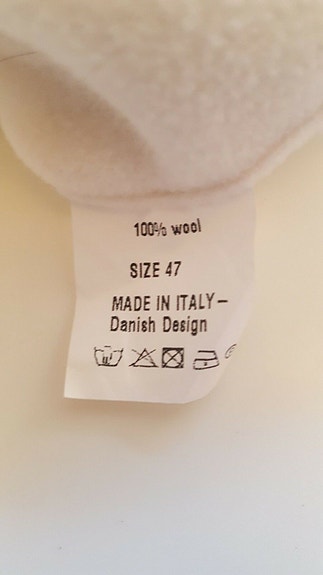 100% wool
SIZE 47
MADE IN ITALY–
Danish Design